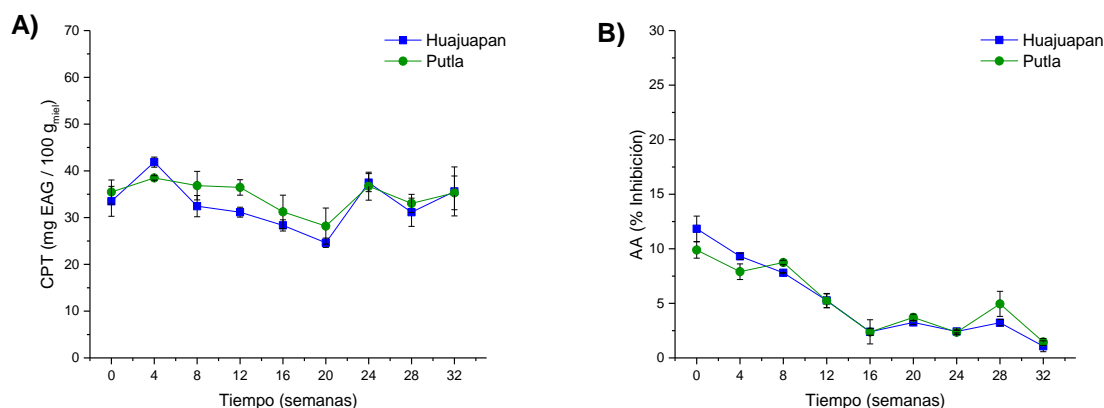 A)
CPT (mg EAG / 100 g_miel)
70
60
50
40
30
20
10
0
Huajuapan
Putla
0 4 8 12 16 20 24 28 32
Tiempo (semanas)
B)
AA (% Inhibición)
30
25
20
15
10
5
0
Huajuapan
Putla
0 4 8 12 16 20 24 28 32
Tiempo (semanas)